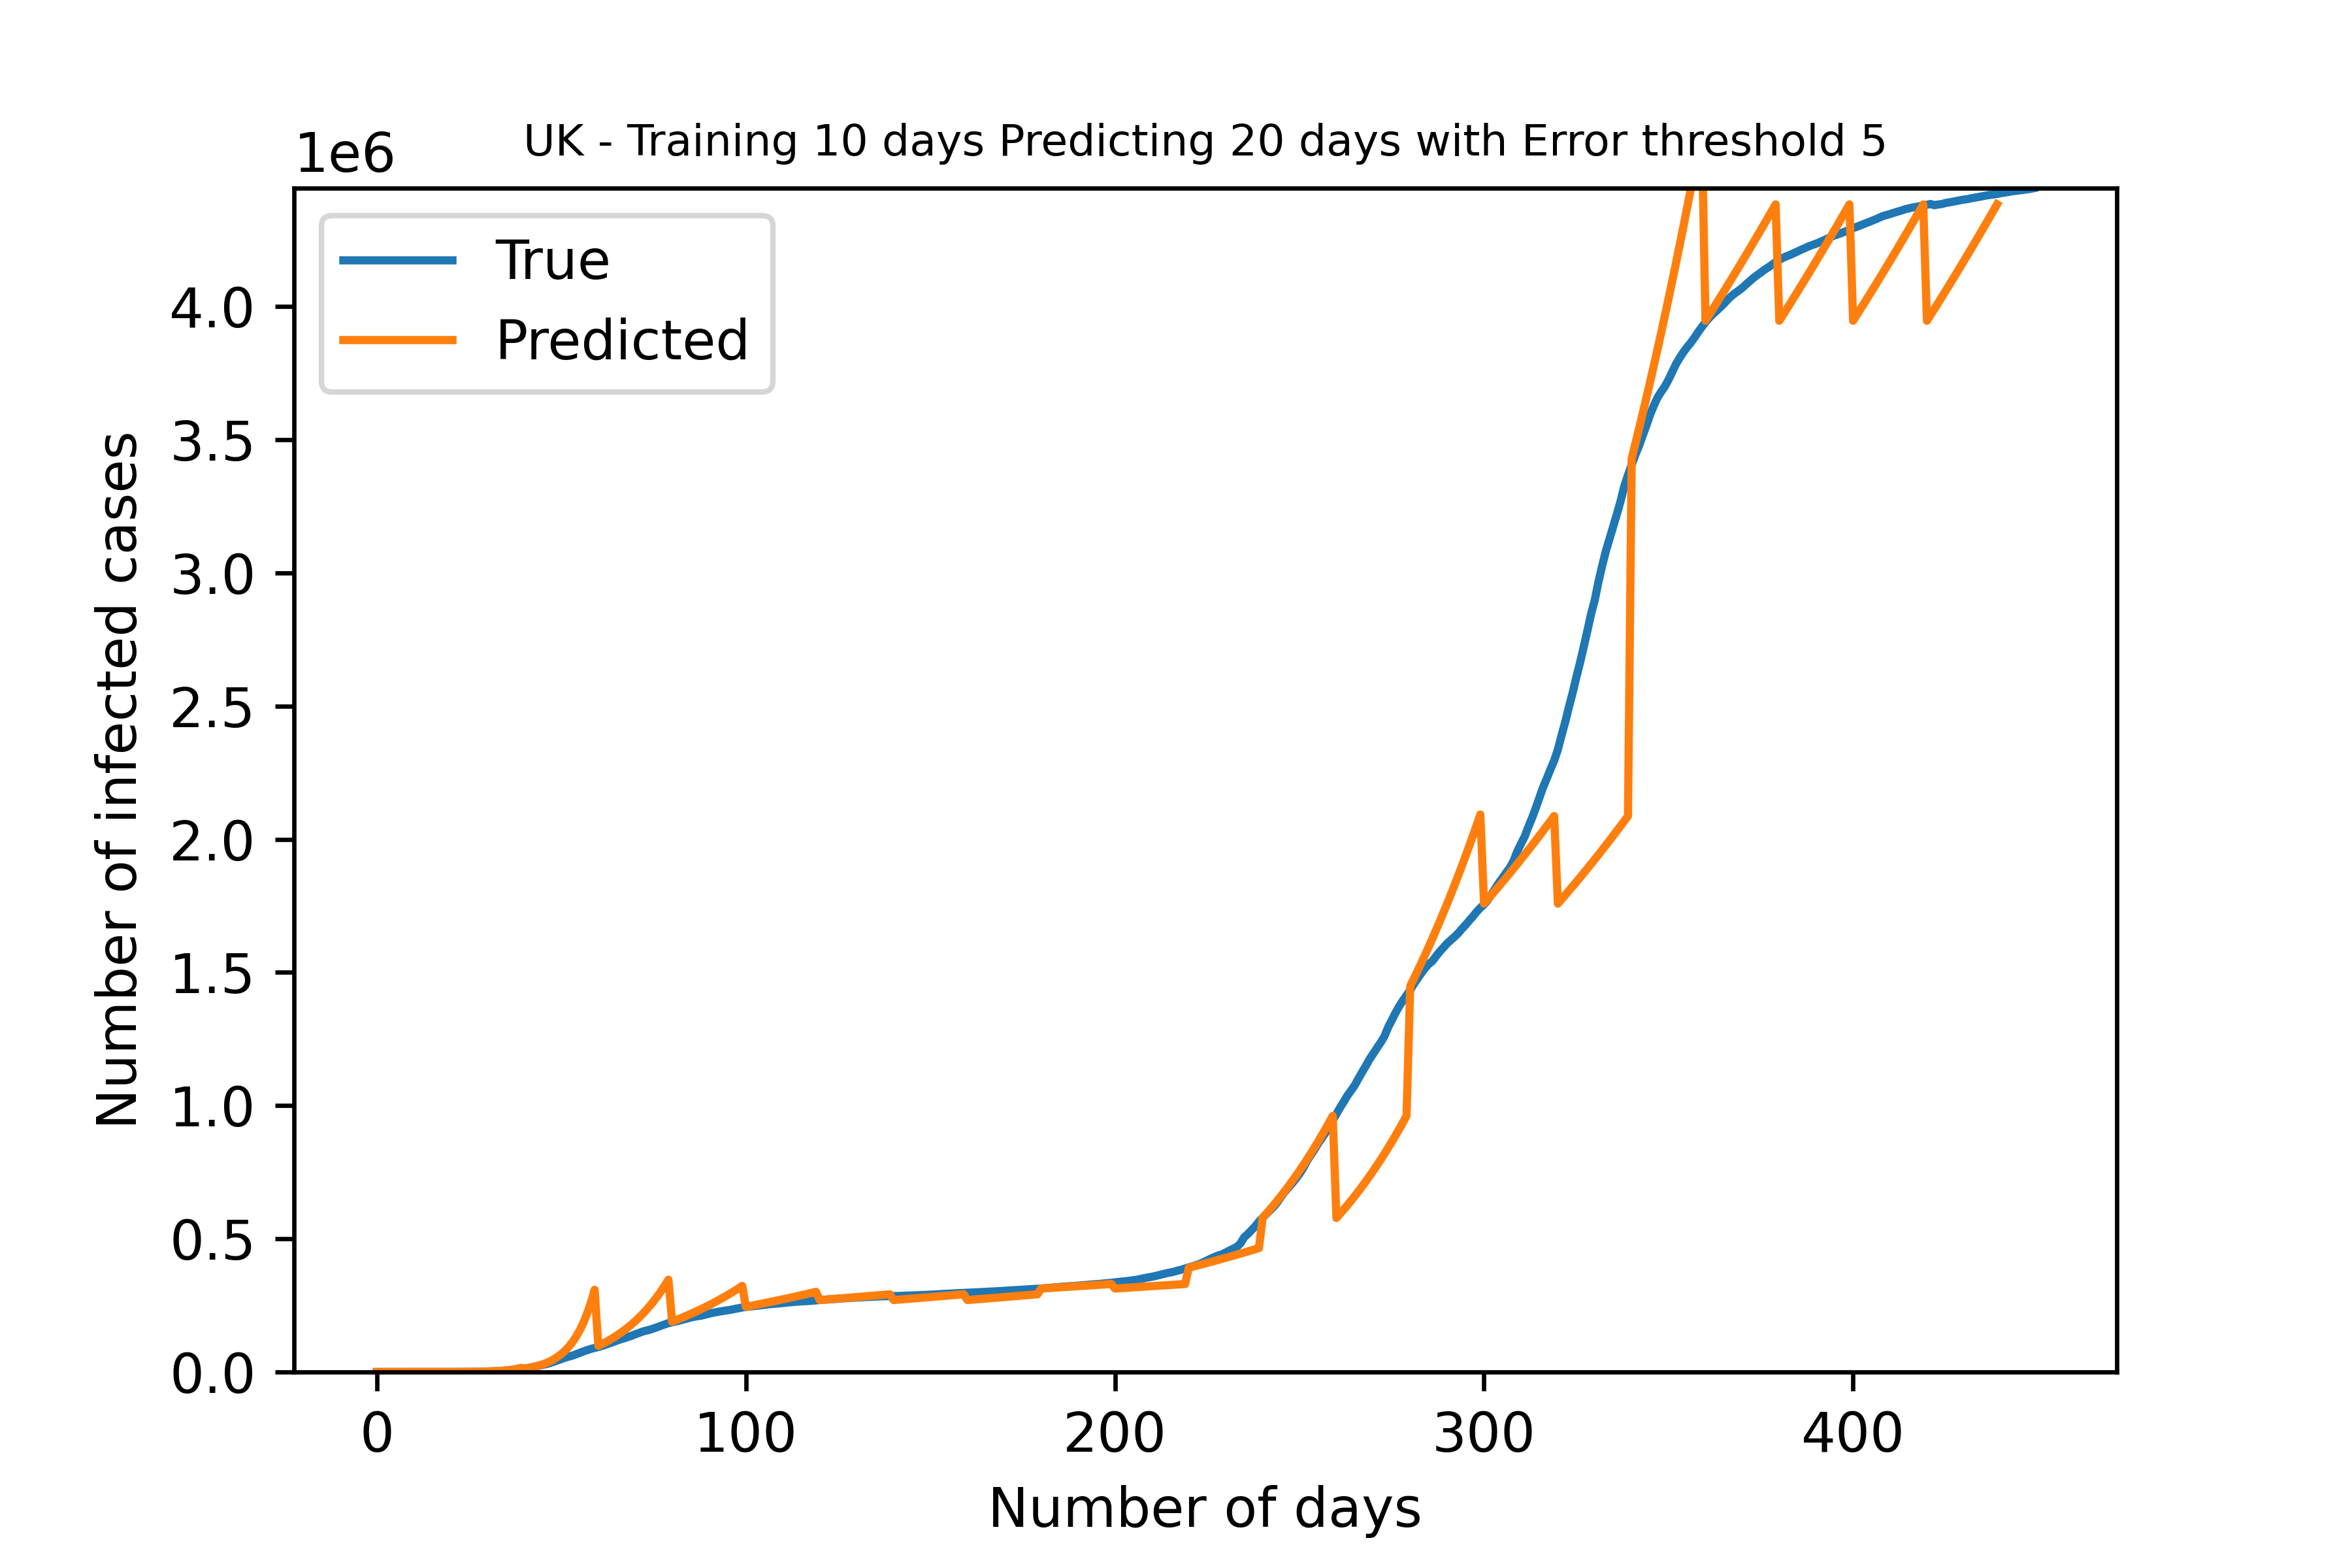 UK - Training 10 days Predicting 20 days with Error threshold 5
1e6
True
Predicted
Number of infected cases
4.0
3.5
3.0
2.5
2.0
1.5
1.0
0.5
0.0
0 100 200 300 400
Number of days